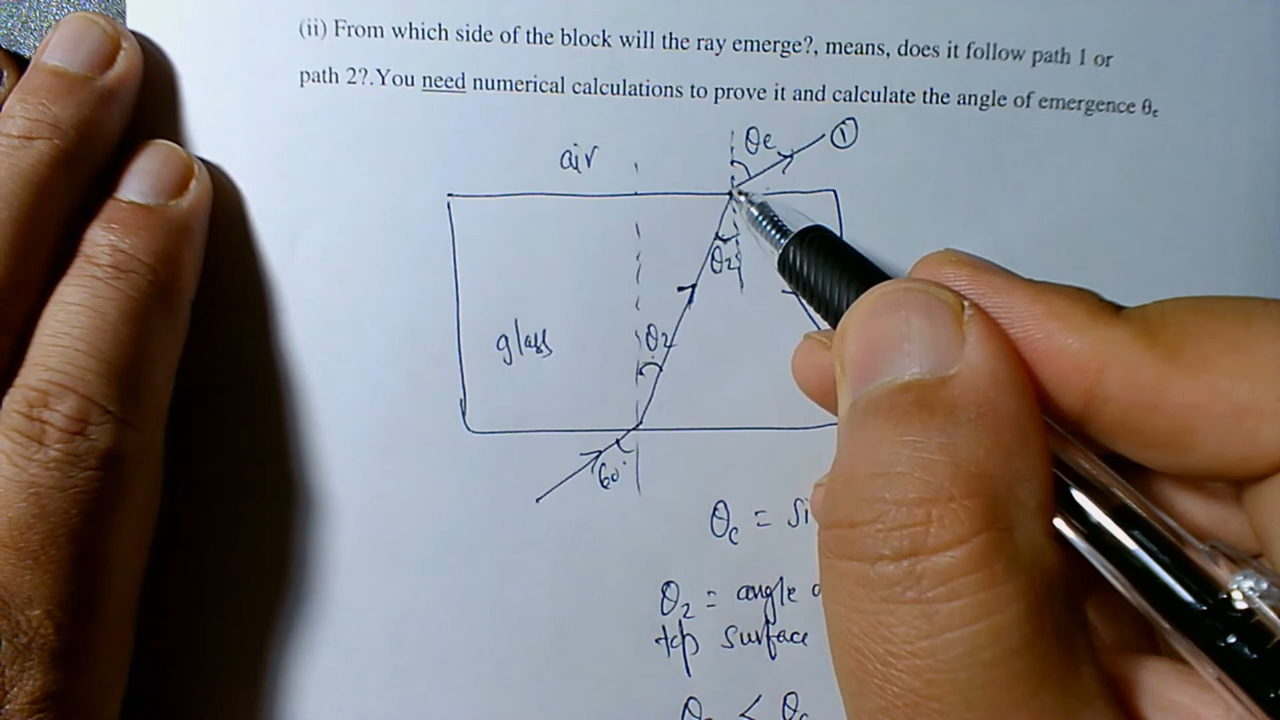 (ii) From which side of the block will the ray emerge?, means, does it follow path 1 or
path 2?.You need numerical calculations to prove it and calculate the angle of emergence θe
air
θe
①
θ2
glass
θ2
60°
θc =
θ2 = angle
top surface
<